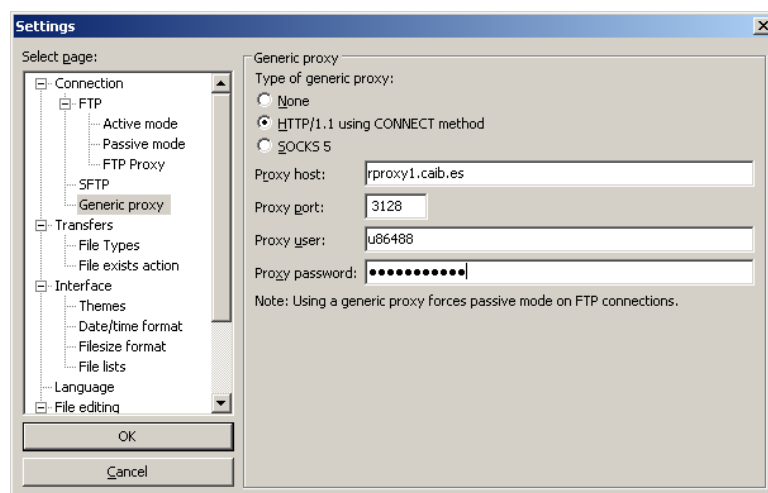 Settings
Select page:
Connection
FTP
Active mode
Passive mode
FTP Proxy
SFTP
Generic proxy
Transfers
File Types
File exists action
Interface
Themes
Date/time format
Filesize format
File lists
Language
File editing
OK
Cancel
Generic proxy
Type of generic proxy:
None
HTTP/1.1 using CONNECT method
SOCKS 5
Proxy host: rproxy1.caib.es
Proxy port: 3128
Proxy user: u86488
Proxy password: ●●●●●●●●●●●
Note: Using a generic proxy forces passive mode on FTP connections.